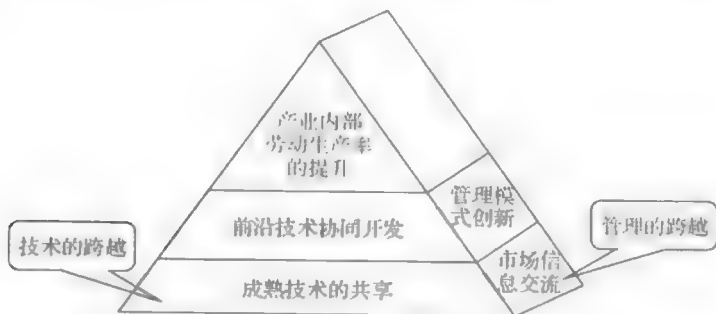 产业内部
劳动生产率
的提升
管理模
式创新
前沿技术协同开发
管理的跨越
技术的跨越
市场信
息交流
成熟技术的共享